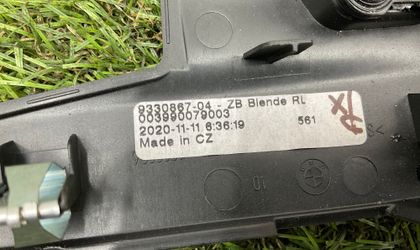 9330867-04 - ZB Blende RL
003990079003
2020-11-11 6:36:19 561
Made in CZ